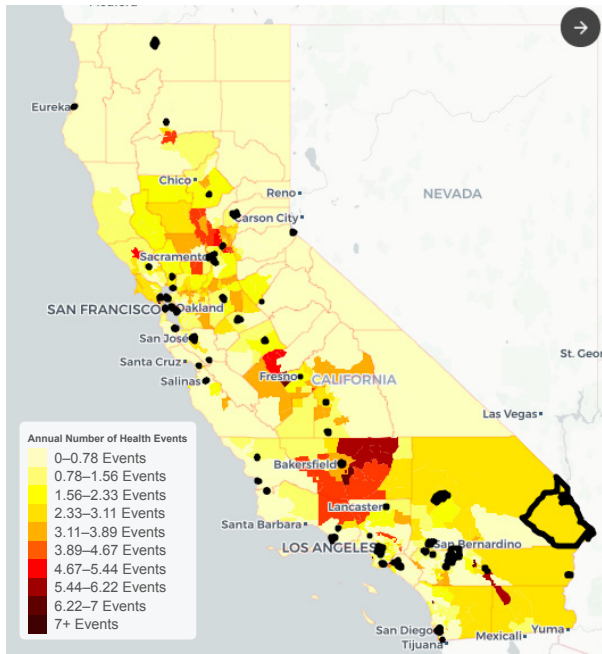 Medford
Eureka
Chico
Reno
NEVADA
Carson City
Sacramento
SAN FRANCISCO
Oakland
San José
St. Geor
Santa Cruz
Fresno
CALIFORNIA
Salinas
Las Vegas
Annual Number of Health Events
0–0.78 Events
0.78–1.56 Events
1.56–2.33 Events
2.33–3.11 Events
3.11–3.89 Events
3.89–4.67 Events
4.67–5.44 Events
5.44–6.22 Events
6.22–7 Events
7+ Events
Bakersfield
Lancaster
Santa Barbara
LOS ANGELES
San Bernardino
San Diego
Tijuana
Mexicali
Yuma